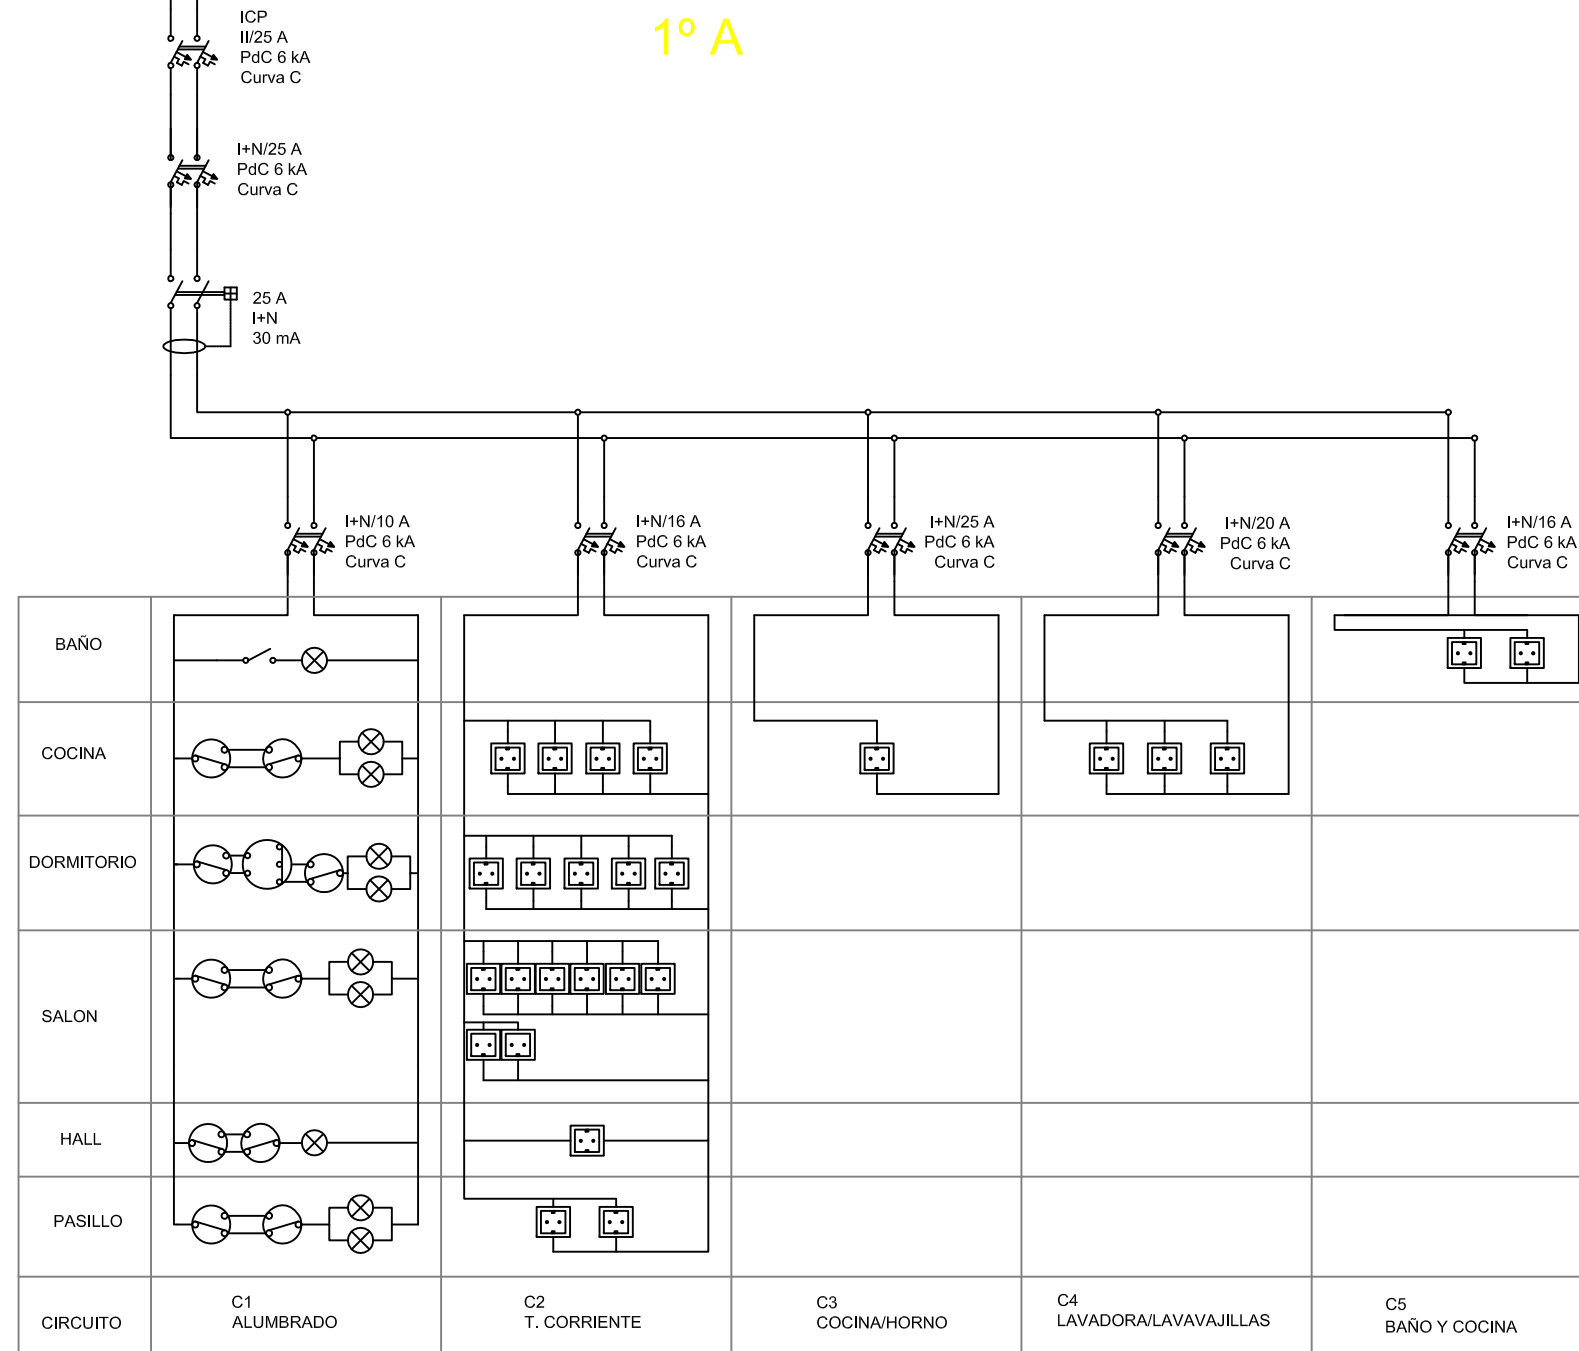 ICP
II/25 A
PdC 6 kA
Curva C
1º A
I+N/25 A
PdC 6 kA
Curva C
25 A
I+N
30 mA
I+N/10 A
PdC 6 kA
Curva C
I+N/16 A
PdC 6 kA
Curva C
I+N/25 A
PdC 6 kA
Curva C
I+N/20 A
PdC 6 kA
Curva C
I+N/16 A
PdC 6 kA
Curva C
BAÑO
COCINA
DORMITORIO
SALON
HALL
PASILLO
CIRCUITO
C1
ALUMBRADO
C2
T. CORRIENTE
C3
COCINA/HORNO
C4
LAVADORA/LAVAVAJILLAS
C5
BAÑO Y COCINA